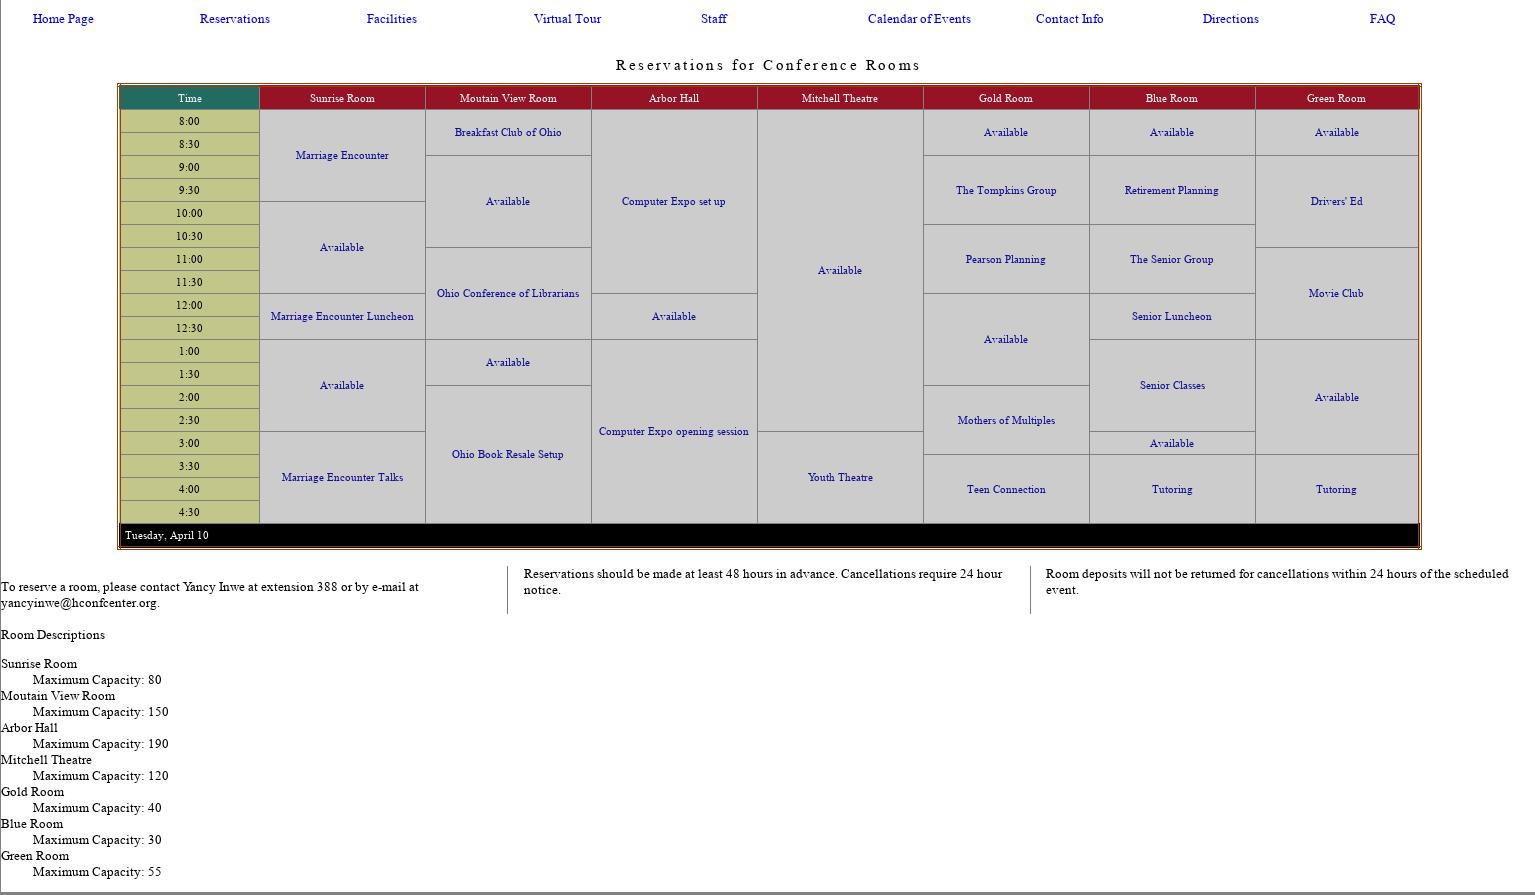 Home Page Reservations Facilities Virtual Tour Staff Calendar of Events Contact Info Directions FAQ
Reservations for Conference Rooms
Time Sunrise Room Moutain View Room Arbor Hall Mitchell Theatre Gold Room Blue Room Green Room
8:00
Breakfast Club of Ohio Available Available Available
8:30
Marriage Encounter
9:00
9:30 The Tompkins Group Retirement Planning
Available Computer Expo set up Drivers' Ed
10:00
10:30
Available
11:00 Pearson Planning The Senior Group
Available
11:30
Ohio Conference of Librarians Movie Club
12:00
Marriage Encounter Luncheon Available Senior Luncheon
12:30
Available
1:00
Available
1:30
Available Senior Classes
2:00 Available
2:30 Mothers of Multiples
Computer Expo opening session
3:00 Available
Ohio Book Resale Setup
3:30
Marriage Encounter Talks Youth Theatre
4:00 Teen Connection Tutoring Tutoring
4:30
Tuesday, April 10
To reserve a room, please contact Yancy Inwe at extension 388 or by e-mail at
yancyinwe@hconfcenter.org.
Reservations should be made at least 48 hours in advance. Cancellations require 24 hour
notice.
Room deposits will not be returned for cancellations within 24 hours of the scheduled
event.
Room Descriptions
Sunrise Room
Maximum Capacity: 80
Moutain View Room
Maximum Capacity: 150
Arbor Hall
Maximum Capacity: 190
Mitchell Theatre
Maximum Capacity: 120
Gold Room
Maximum Capacity: 40
Blue Room
Maximum Capacity: 30
Green Room
Maximum Capacity: 55